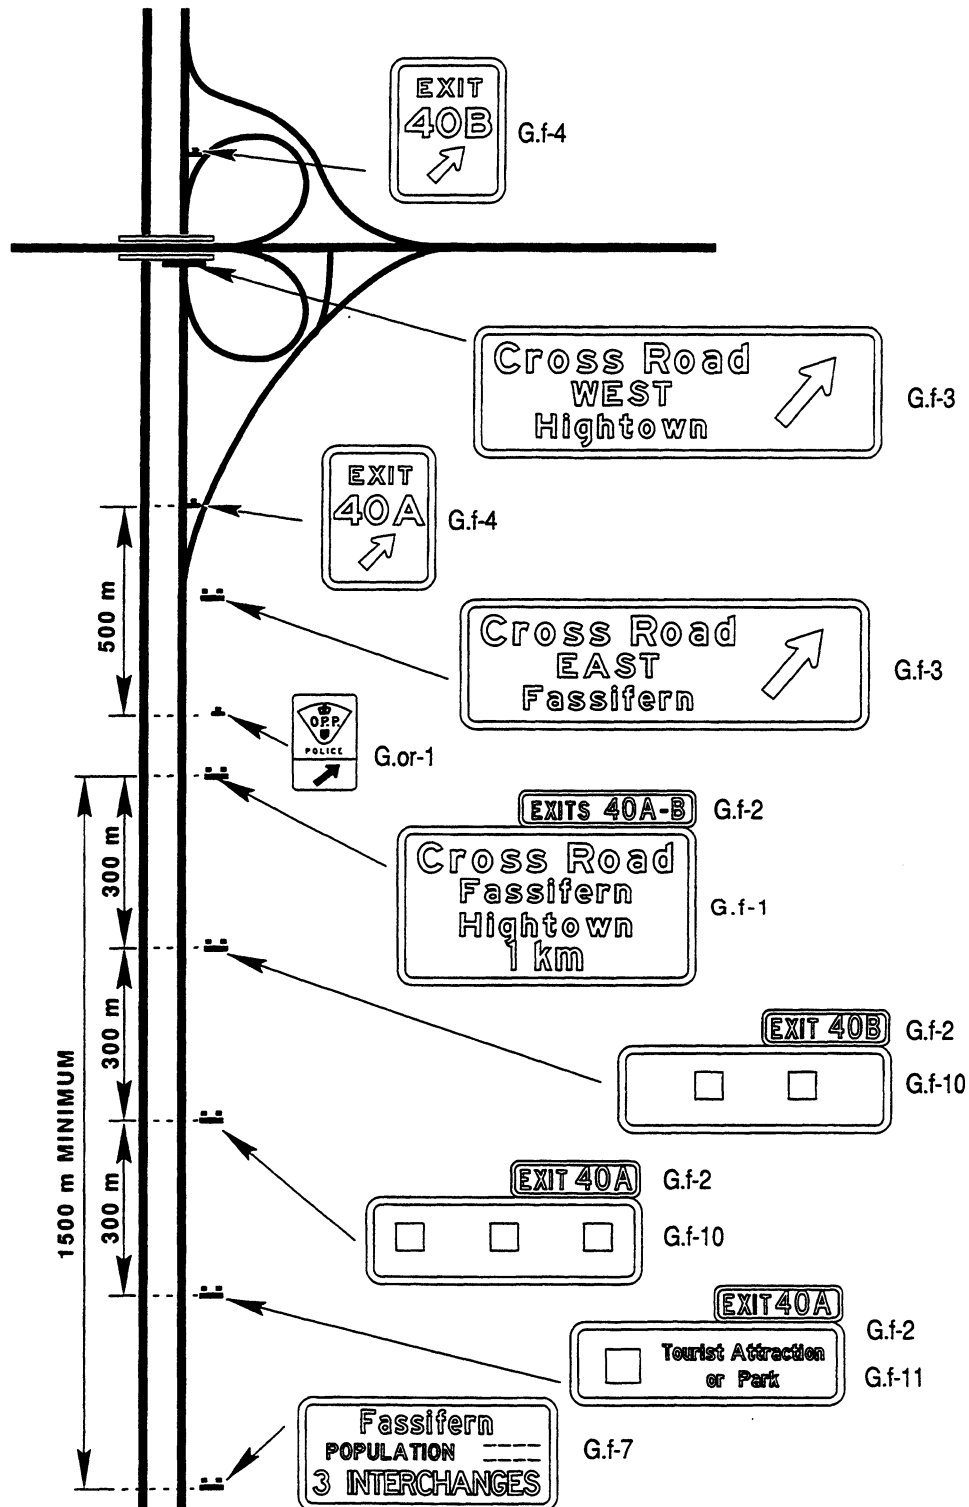 EXIT
40B
G.f-4
Cross Road
WEST
Hightown
G.f-3
EXIT
40A
G.f-4
500 m
Cross Road
EAST
Fassifern
G.f-3
O.P.P.
POLICE
G.or-1
EXITS 40A-B
G.f-2
Cross Road
Fassifern
Hightown
1 km
G.f-1
300 m
EXIT 40B
G.f-2
G.f-10
300 m
1500 m MINIMUM
EXIT 40A
G.f-2
G.f-10
300 m
EXIT 40A
G.f-2
Tourist Attraction
or Park
G.f-11
Fassifern
POPULATION ----
3 INTERCHANGES
G.f-7